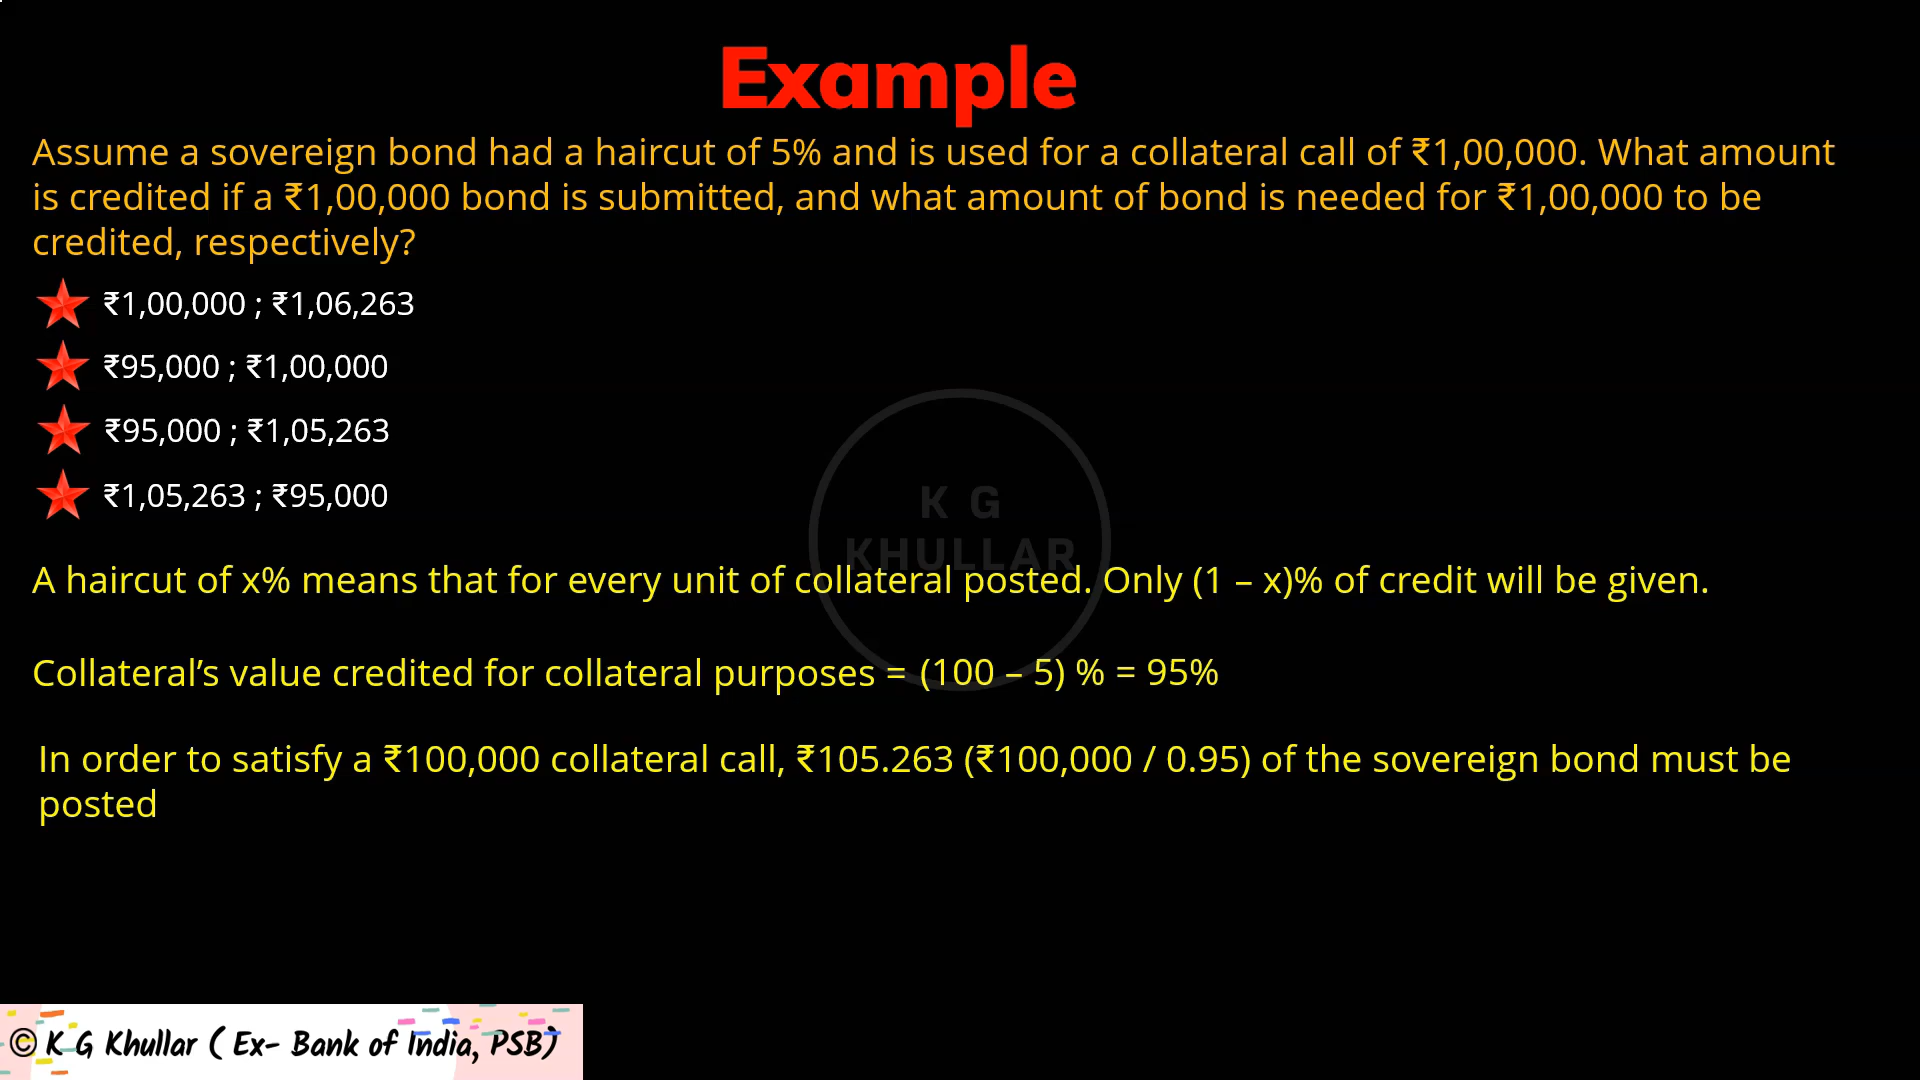 Example
Assume a sovereign bond had a haircut of 5% and is used for a collateral call of ₹1,00,000. What amount
is credited if a ₹1,00,000 bond is submitted, and what amount of bond is needed for ₹1,00,000 to be
credited, respectively?
₹1,00,000 ; ₹1,06,263
₹95,000 ; ₹1,00,000
₹95,000 ; ₹1,05,263
₹1,05,263 ; ₹95,000
K G
KHULLAR
A haircut of x% means that for every unit of collateral posted. Only (1 – x)% of credit will be given.
Collateral’s value credited for collateral purposes = (100 – 5) % = 95%
In order to satisfy a ₹100,000 collateral call, ₹105.263 (₹100,000 / 0.95) of the sovereign bond must be
posted
© K G Khullar ( Ex- Bank of India, PSB)